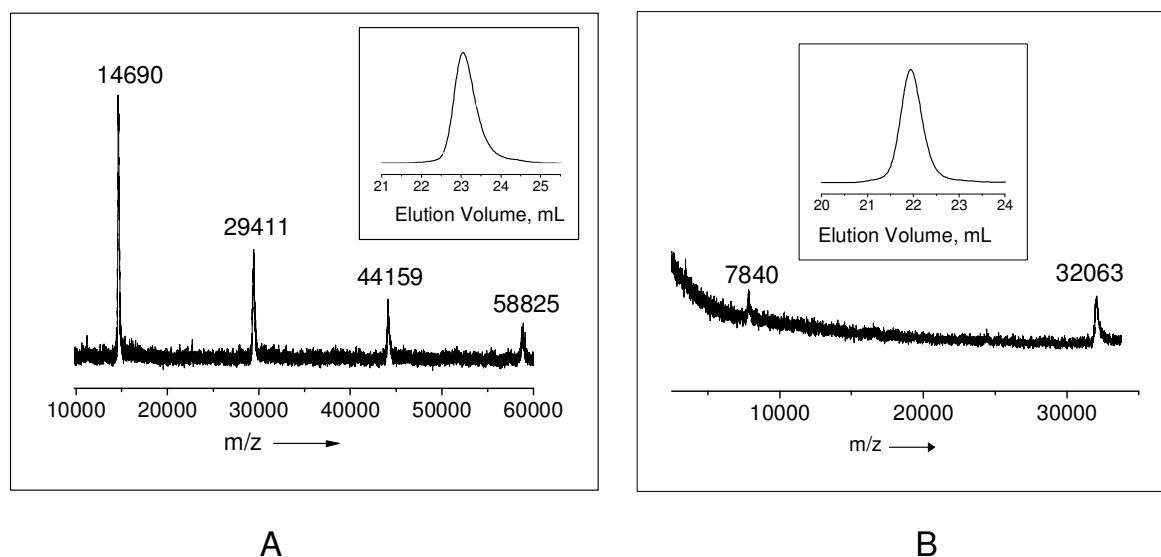 14690
29411
44159
58825
21 22 23 24 25
Elution Volume, mL
10000 20000 30000 40000 50000 60000
m/z
A
7840
32063
20 21 22 23 24
Elution Volume, mL
10000 20000 30000
m/z
B